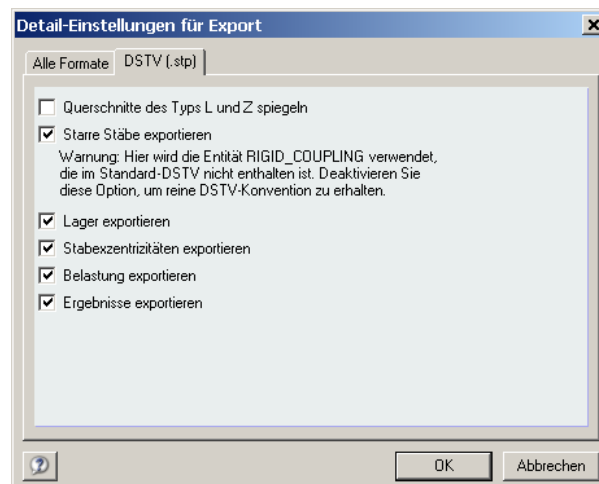 Detail-Einstellungen für Export
Alle Formate DSTV (.stp)
Querschnitte des Typs L und Z spiegeln
Starre Stäbe exportieren
Warnung: Hier wird die Entität RIGID_COUPLING verwendet,
die im Standard-DSTV nicht enthalten ist. Deaktivieren Sie
diese Option, um reine DSTV-Konvention zu erhalten.
Lager exportieren
Stabexzentrizitäten exportieren
Belastung exportieren
Ergebnisse exportieren
OK Abbrechen